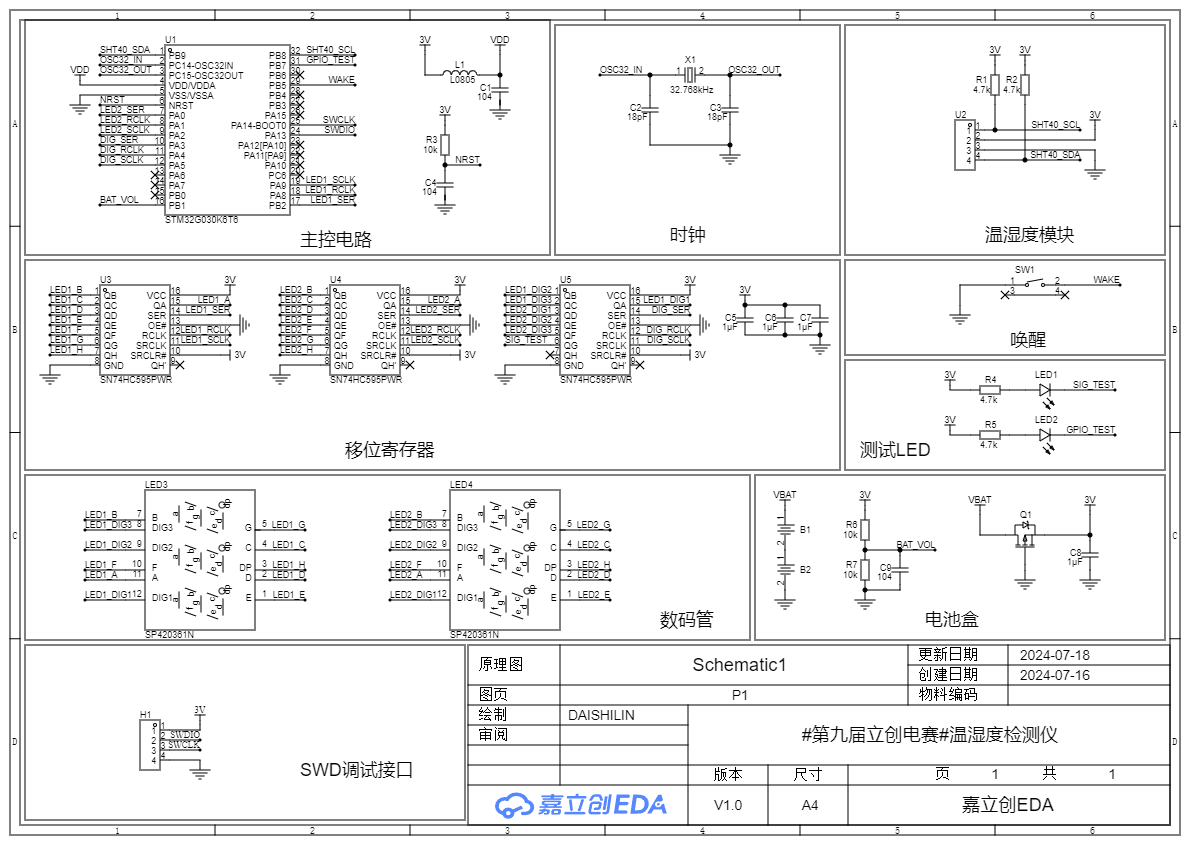 1 2 3 4 5 6
A
B
C
D
U1
SHT40_SDA 1 PB9
OSC32_IN 2 PC14-OSC32IN
OSC32_OUT 3 PC15-OSC32OUT
VDD 4 VDD/VDDA
5 VSS/VSSA
NRST 6 NRST
LED2_SER 7 PA0
LED2_RCLK 8 PA1
LED2_SCLK 9 PA2
DIG_SER 10 PA3
DIG_RCLK 11 PA4
DIG_SCLK 12 PA5
13 PA6
14 PA7
15 PB0
BAT_VOL 16 PB1
PB8 32 SHT40_SCL
PB7 31 GPIO_TEST
PB6 30
PB5 29 WAKE
PB4 28
PB3 27
PA15 26
PA14-BOOT0 25 SWCLK
PA13 24 SWDIO
PA12[PA10] 23
PA11[PA9] 22
PA10 21
PC6 20
PA9 19 LED1_SCLK
PA8 18 LED1_RCLK
PB2 17 LED1_SER
STM32G030K6T6
3V VDD
L1
L0805
C1
104
3V
R3
10k
NRST
C4
104
主控电路
X1
OSC32_IN 1 2 OSC32_OUT
32.768kHz
C2
18pF
C3
18pF
时钟
3V 3V
R1 R2
4.7k 4.7k
U2
1 1 SHT40_SCL
2 2 3V
3 3
4 4 SHT40_SDA
温湿度模块
U3
LED1_B 1 QB
LED1_C 2 QC
LED1_D 3 QD
LED1_E 4 QE
LED1_F 5 QF
LED1_G 6 QG
LED1_H 7 QH
8 GND
VCC 16 3V
QA 15 LED1_A
SER 14 LED1_SER
OE# 13
RCLK 12 LED1_RCLK
SCLK 11 LED1_SCLK
SRCLR# 10 3V
QH' 9
SN74HC595PWR
U4
LED2_B 1 QB
LED2_C 2 QC
LED2_D 3 QD
LED2_E 4 QE
LED2_F 5 QF
LED2_G 6 QG
LED2_H 7 QH
8 GND
VCC 16 3V
QA 15 LED2_A
SER 14 LED2_SER
OE# 13
RCLK 12 LED2_RCLK
SCLK 11 LED2_SCLK
SRCLR# 10 3V
QH' 9
SN74HC595PWR
U5
LED1_DIG2 1 QB
LED1_DIG3 2 QC
LED2_DIG1 3 QD
LED2_DIG2 4 QE
LED2_DIG3 5 QF
SIG_TEST 6 QG
7 QH
8 GND
VCC 16 3V
QA 15 LED1_DIG1
SER 14 DIG_SER
OE# 13
RCLK 12 DIG_RCLK
SCLK 11 DIG_SCLK
SRCLR# 10 3V
QH' 9
SN74HC595PWR
3V
C5 C6 C7
1µF 1µF 1µF
移位寄存器
SW1
1 2 WAKE
3 4
唤醒
3V R4 LED1 SIG_TEST
4.7k
3V R5 LED2 GPIO_TEST
4.7k
测试LED
LED3
LED1_B 7 B
LED1_DIG3 8 DIG3
LED1_DIG2 9 DIG2
LED1_F 10 F
LED1_A 11 A
LED1_DIG1 12 DIG1
G 5 LED1_G
C 4 LED1_C
DP 3 LED1_H
D 2 LED1_D
E 1 LED1_E
SP420361N
LED4
LED2_B 7 B
LED2_DIG3 8 DIG3
LED2_DIG2 9 DIG2
LED2_F 10 F
LED2_A 11 A
LED2_DIG1 12 DIG1
G 5 LED2_G
C 4 LED2_C
DP 3 LED2_H
D 2 LED2_D
E 1 LED2_E
SP420361N
数码管
VBAT
1 B1
2
1 B2
2
3V
R6
10k
BAT_VOL
R7
10k
C9
104
VBAT Q1 3V
C8
1µF
电池盒
H1
1 1 3V
2 2 SWDIO
3 3 SWCLK
4 4
SWD调试接口
原理图 Schematic1 更新日期 2024-07-18
创建日期 2024-07-16
图页 P1 物料编码
绘制 DAISHILIN
审阅
#第九届立创电赛#温湿度检测仪
版本 尺寸 页 1 共 1
嘉立创EDA V1.0 A4 嘉立创EDA
1 2 3 4 5 6
A
B
C
D